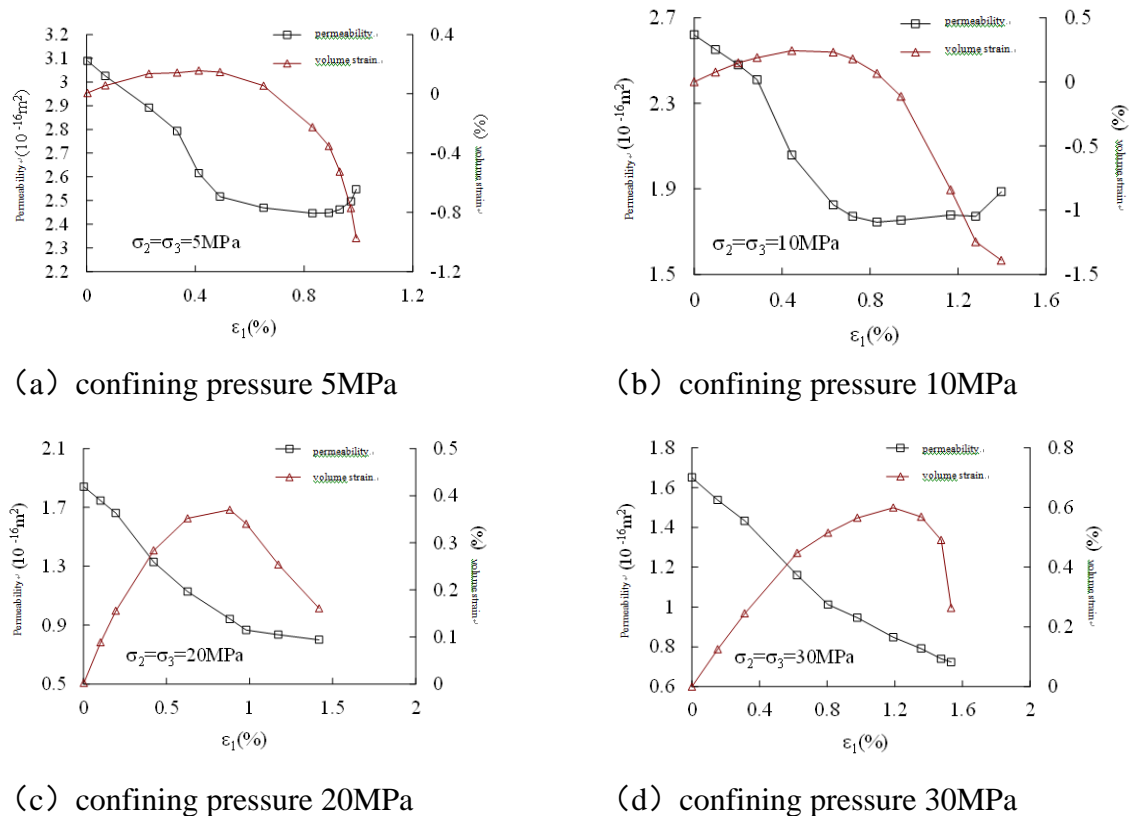 3.2
3.1
3
2.9
2.8
2.7
2.6
2.5
2.4
2.3
2.2
Permeability (10 -16m2)
permeability.
volume strain.
0.4
0
-0.4
-0.8
-1.2
(%) volume strain
σ2=σ3=5MPa
0 0.4 0.8 1.2
ε1(%)
(a) confining pressure 5MPa
2.7
2.3
1.9
1.5
Permeability (10 -16m2)
permeability.
volume strain.
0.5
0
-0.5
-1
-1.5
(%) volume strain
σ2=σ3=10MPa
0 0.4 0.8 1.2 1.6
ε1(%)
(b) confining pressure 10MPa
2.1
1.7
1.3
0.9
0.5
Permeability (10 -16m2)
permeability.
volume strain.
0.5
0.4
0.3
0.2
0.1
0
(%) volume strain
σ2=σ3=20MPa
0 0.5 1 1.5 2
ε1(%)
(c) confining pressure 20MPa
1.8
1.6
1.4
1.2
1
0.8
0.6
Permeability (10 -16m2)
permeability.
volume strain.
0.8
0.6
0.4
0.2
0
(%) volume strain
σ2=σ3=30MPa
0 0.4 0.8 1.2 1.6 2
ε1(%)
(d) confining pressure 30MPa